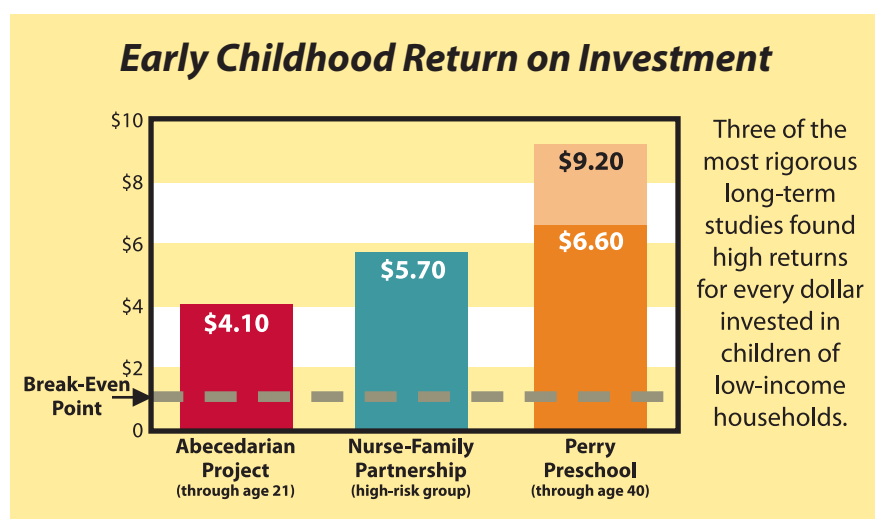 Early Childhood Return on Investment
$10
$8
$6
$4
$2
0
Break-Even
Point
$4.10
$5.70
$9.20
$6.60
Abecedarian
Project
(through age 21)
Nurse-Family
Partnership
(high-risk group)
Perry
Preschool
(through age 40)
Three of the
most rigorous
long-term
studies found
high returns
for every dollar
invested in
children of
low-income
households.